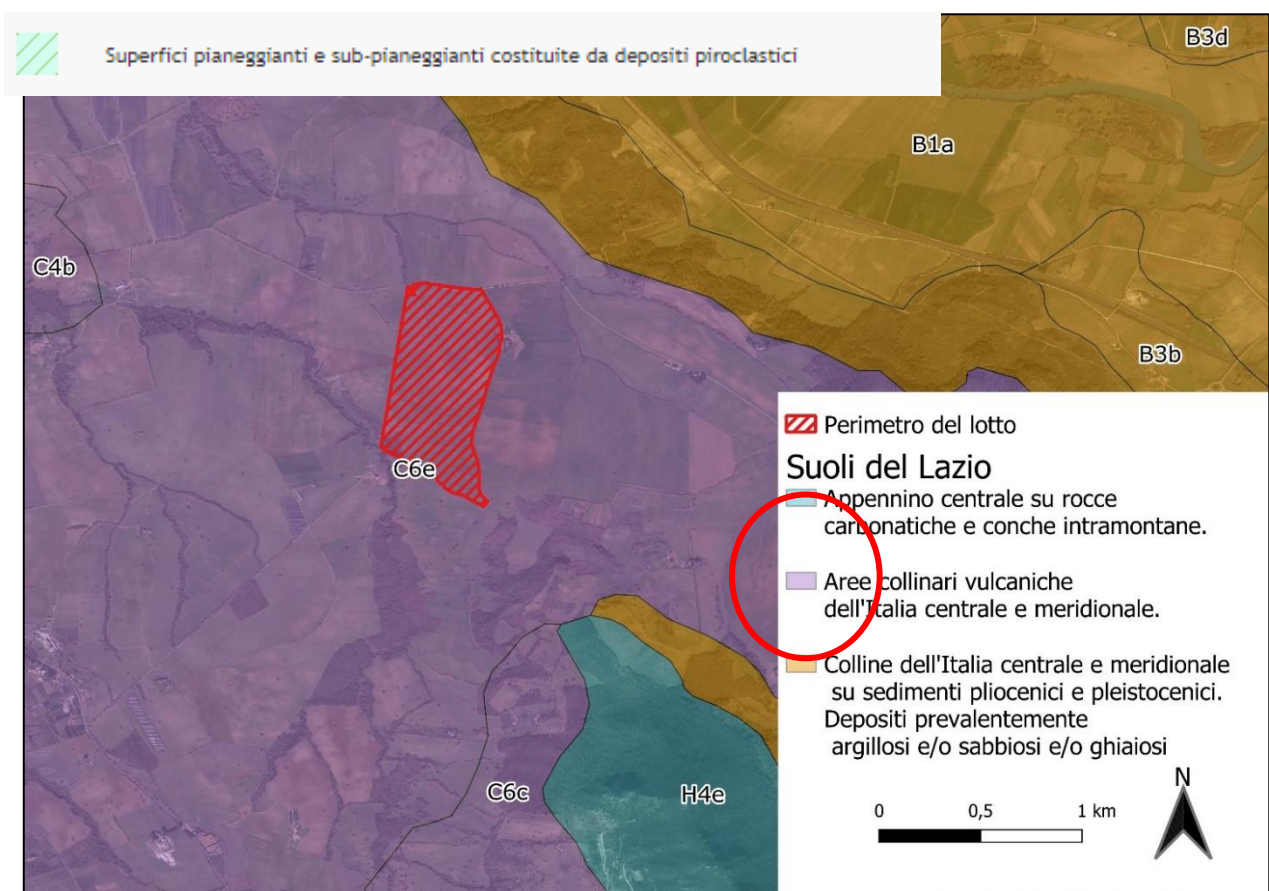 Superfici pianeggianti e sub-pianeggianti costituite da depositi piroclastici
B3d
B1a
C4b
B3b
C6e
Perimetro del lotto
Suoli del Lazio
Appennino centrale su rocce
carbonatiche e conche intramontane.
Aree collinari vulcaniche
dell'Italia centrale e meridionale.
Colline dell'Italia centrale e meridionale
su sedimenti pliocenici e pleistocenici.
Depositi prevalentemente
argillosi e/o sabbiosi e/o ghiaiosi
C6c
H4e
N
0 0,5 1 km